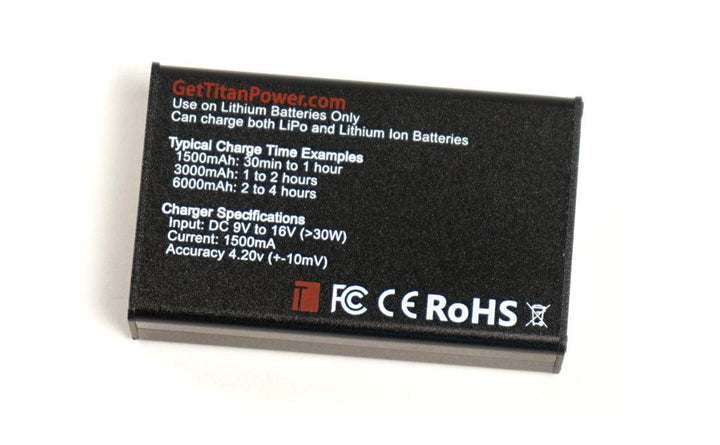 GetTitanPower.com
Use on Lithium Batteries Only
Can charge both LiPo and Lithium Ion Batteries
Typical Charge Time Examples
1500mAh: 30min to 1 hour
3000mAh: 1 to 2 hours
6000mAh: 2 to 4 hours
Charger Specifications
Input: DC 9V to 16V (>30W)
Current: 1500mA
Accuracy 4.20v (+-10mV)
T FC CE RoHS